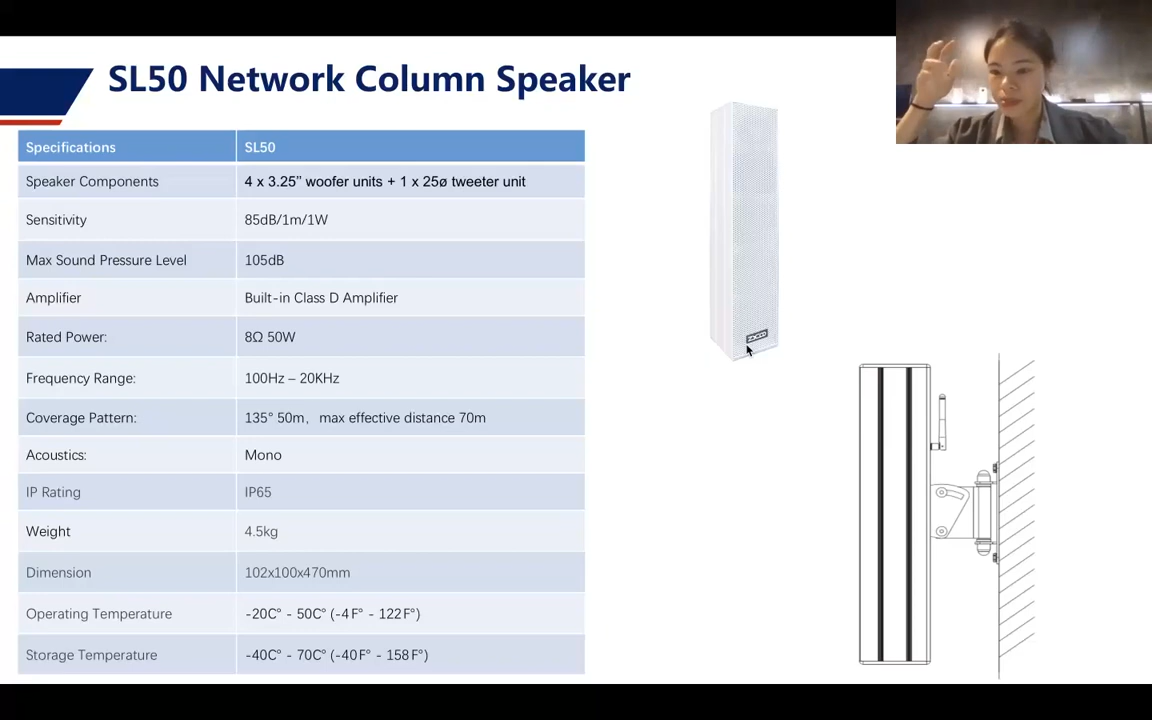 SL50 Network Column Speaker
Specifications SL50
Speaker Components 4 x 3.25” woofer units + 1 x 25ø tweeter unit
Sensitivity 85dB/1m/1W
Max Sound Pressure Level 105dB
Amplifier Built-in Class D Amplifier
Rated Power: 8Ω 50W
Frequency Range: 100Hz – 20KHz
Coverage Pattern: 135° 50m, max effective distance 70m
Acoustics: Mono
IP Rating IP65
Weight 4.5kg
Dimension 102x100x470mm
Operating Temperature -20C° - 50C° (-4F° - 122F°)
Storage Temperature -40C° - 70C° (-40F° - 158F°)